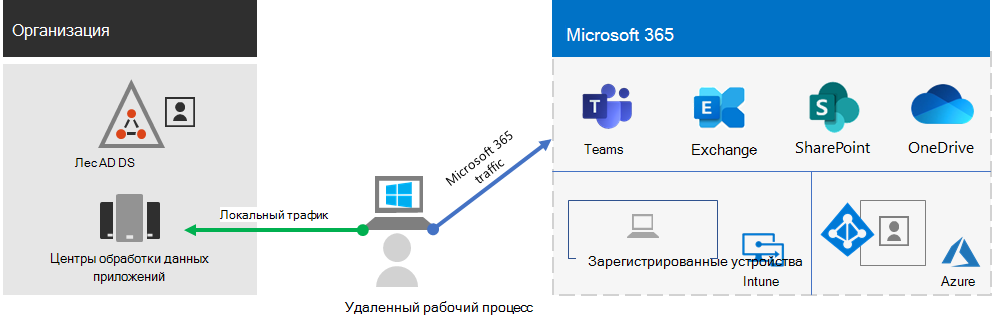 Организация
Лес AD DS
Центры обработки данных
приложений
Локальный трафик
Удаленный рабочий процесс
Microsoft 365
traffic
Microsoft 365
Teams
Exchange
SharePoint
OneDrive
Зарегистрированные устройства
Intune
Azure